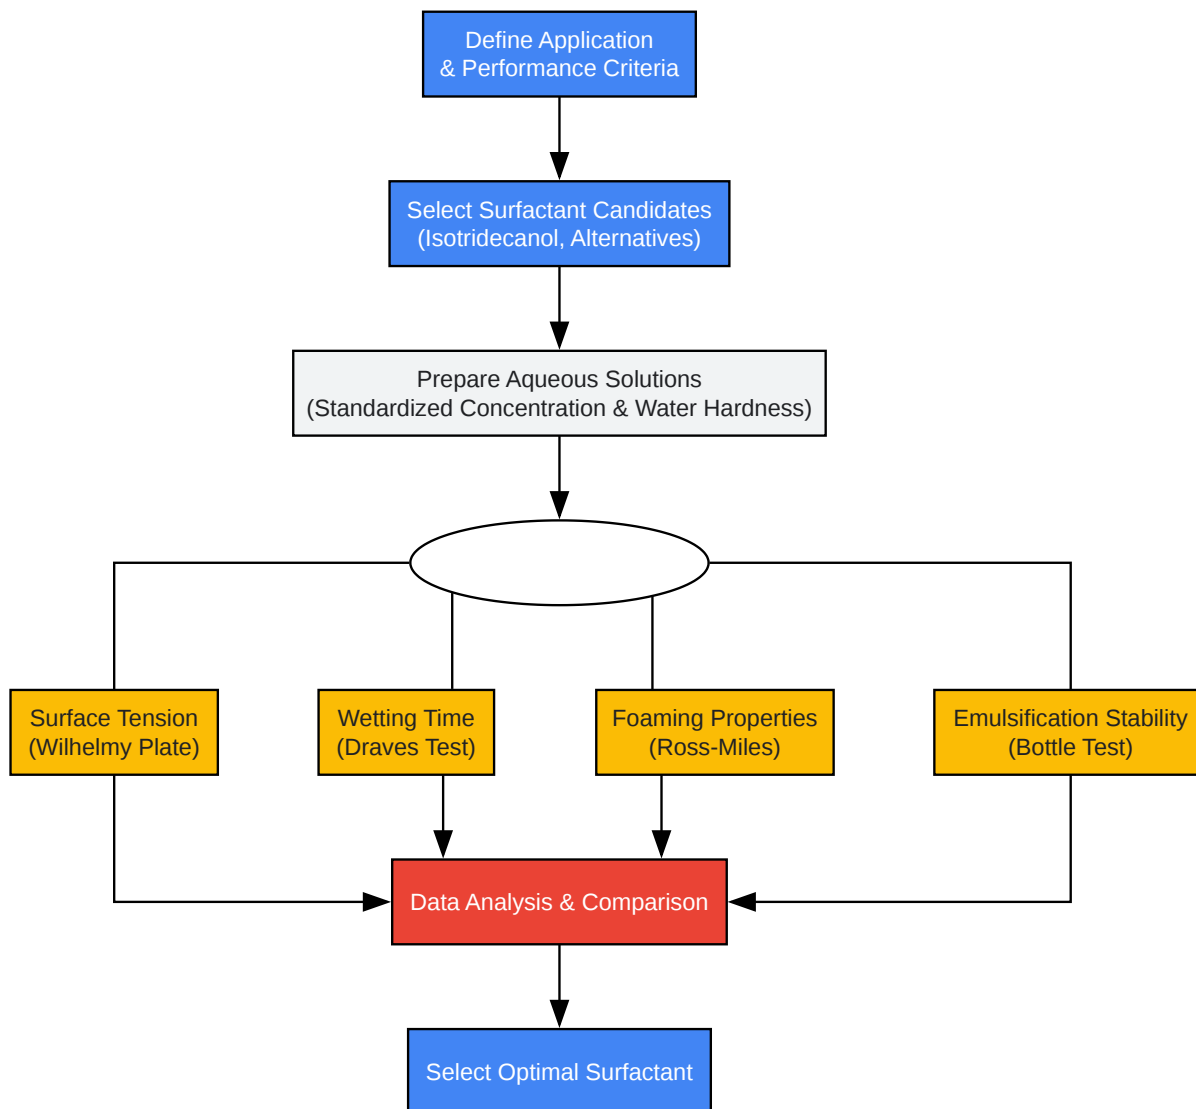 Define Application
& Performance Criteria
Select Surfactant Candidates
(Isotridecanol, Alternatives)
Prepare Aqueous Solutions
(Standardized Concentration & Water Hardness)
Surface Tension
(Wilhelmy Plate)
Wetting Time
(Draves Test)
Foaming Properties
(Ross-Miles)
Emulsification Stability
(Bottle Test)
Data Analysis & Comparison
Select Optimal Surfactant